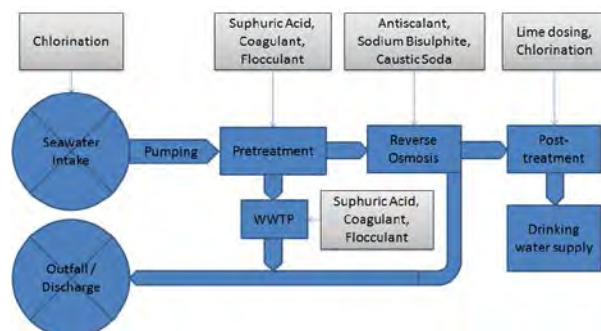 Chlorination
Suphuric Acid,
Coagulant,
Flocculant
Antiscalant,
Sodium Bisulphite,
Caustic Soda
Lime dosing,
Chlorination
Seawater
Intake
Pumping
Pretreatment
Reverse
Osmosis
Post-
treatment
WWTP
Suphuric Acid,
Coagulant,
Flocculant
Drinking
water supply
Outfall /
Discharge